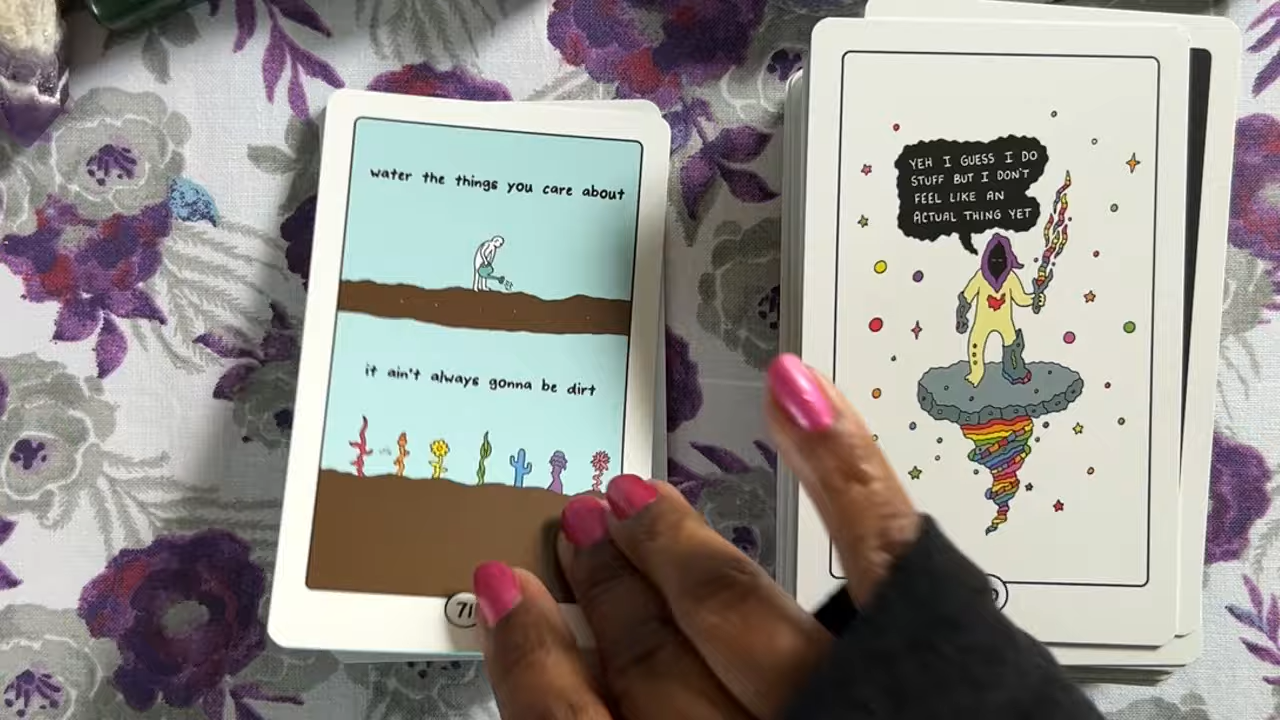 water the things you care about
it ain't always gonna be dirt
71
YEH I GUESS I DO
STUFF BUT I DON'T
FEEL LIKE AN
ACTUAL THING YET